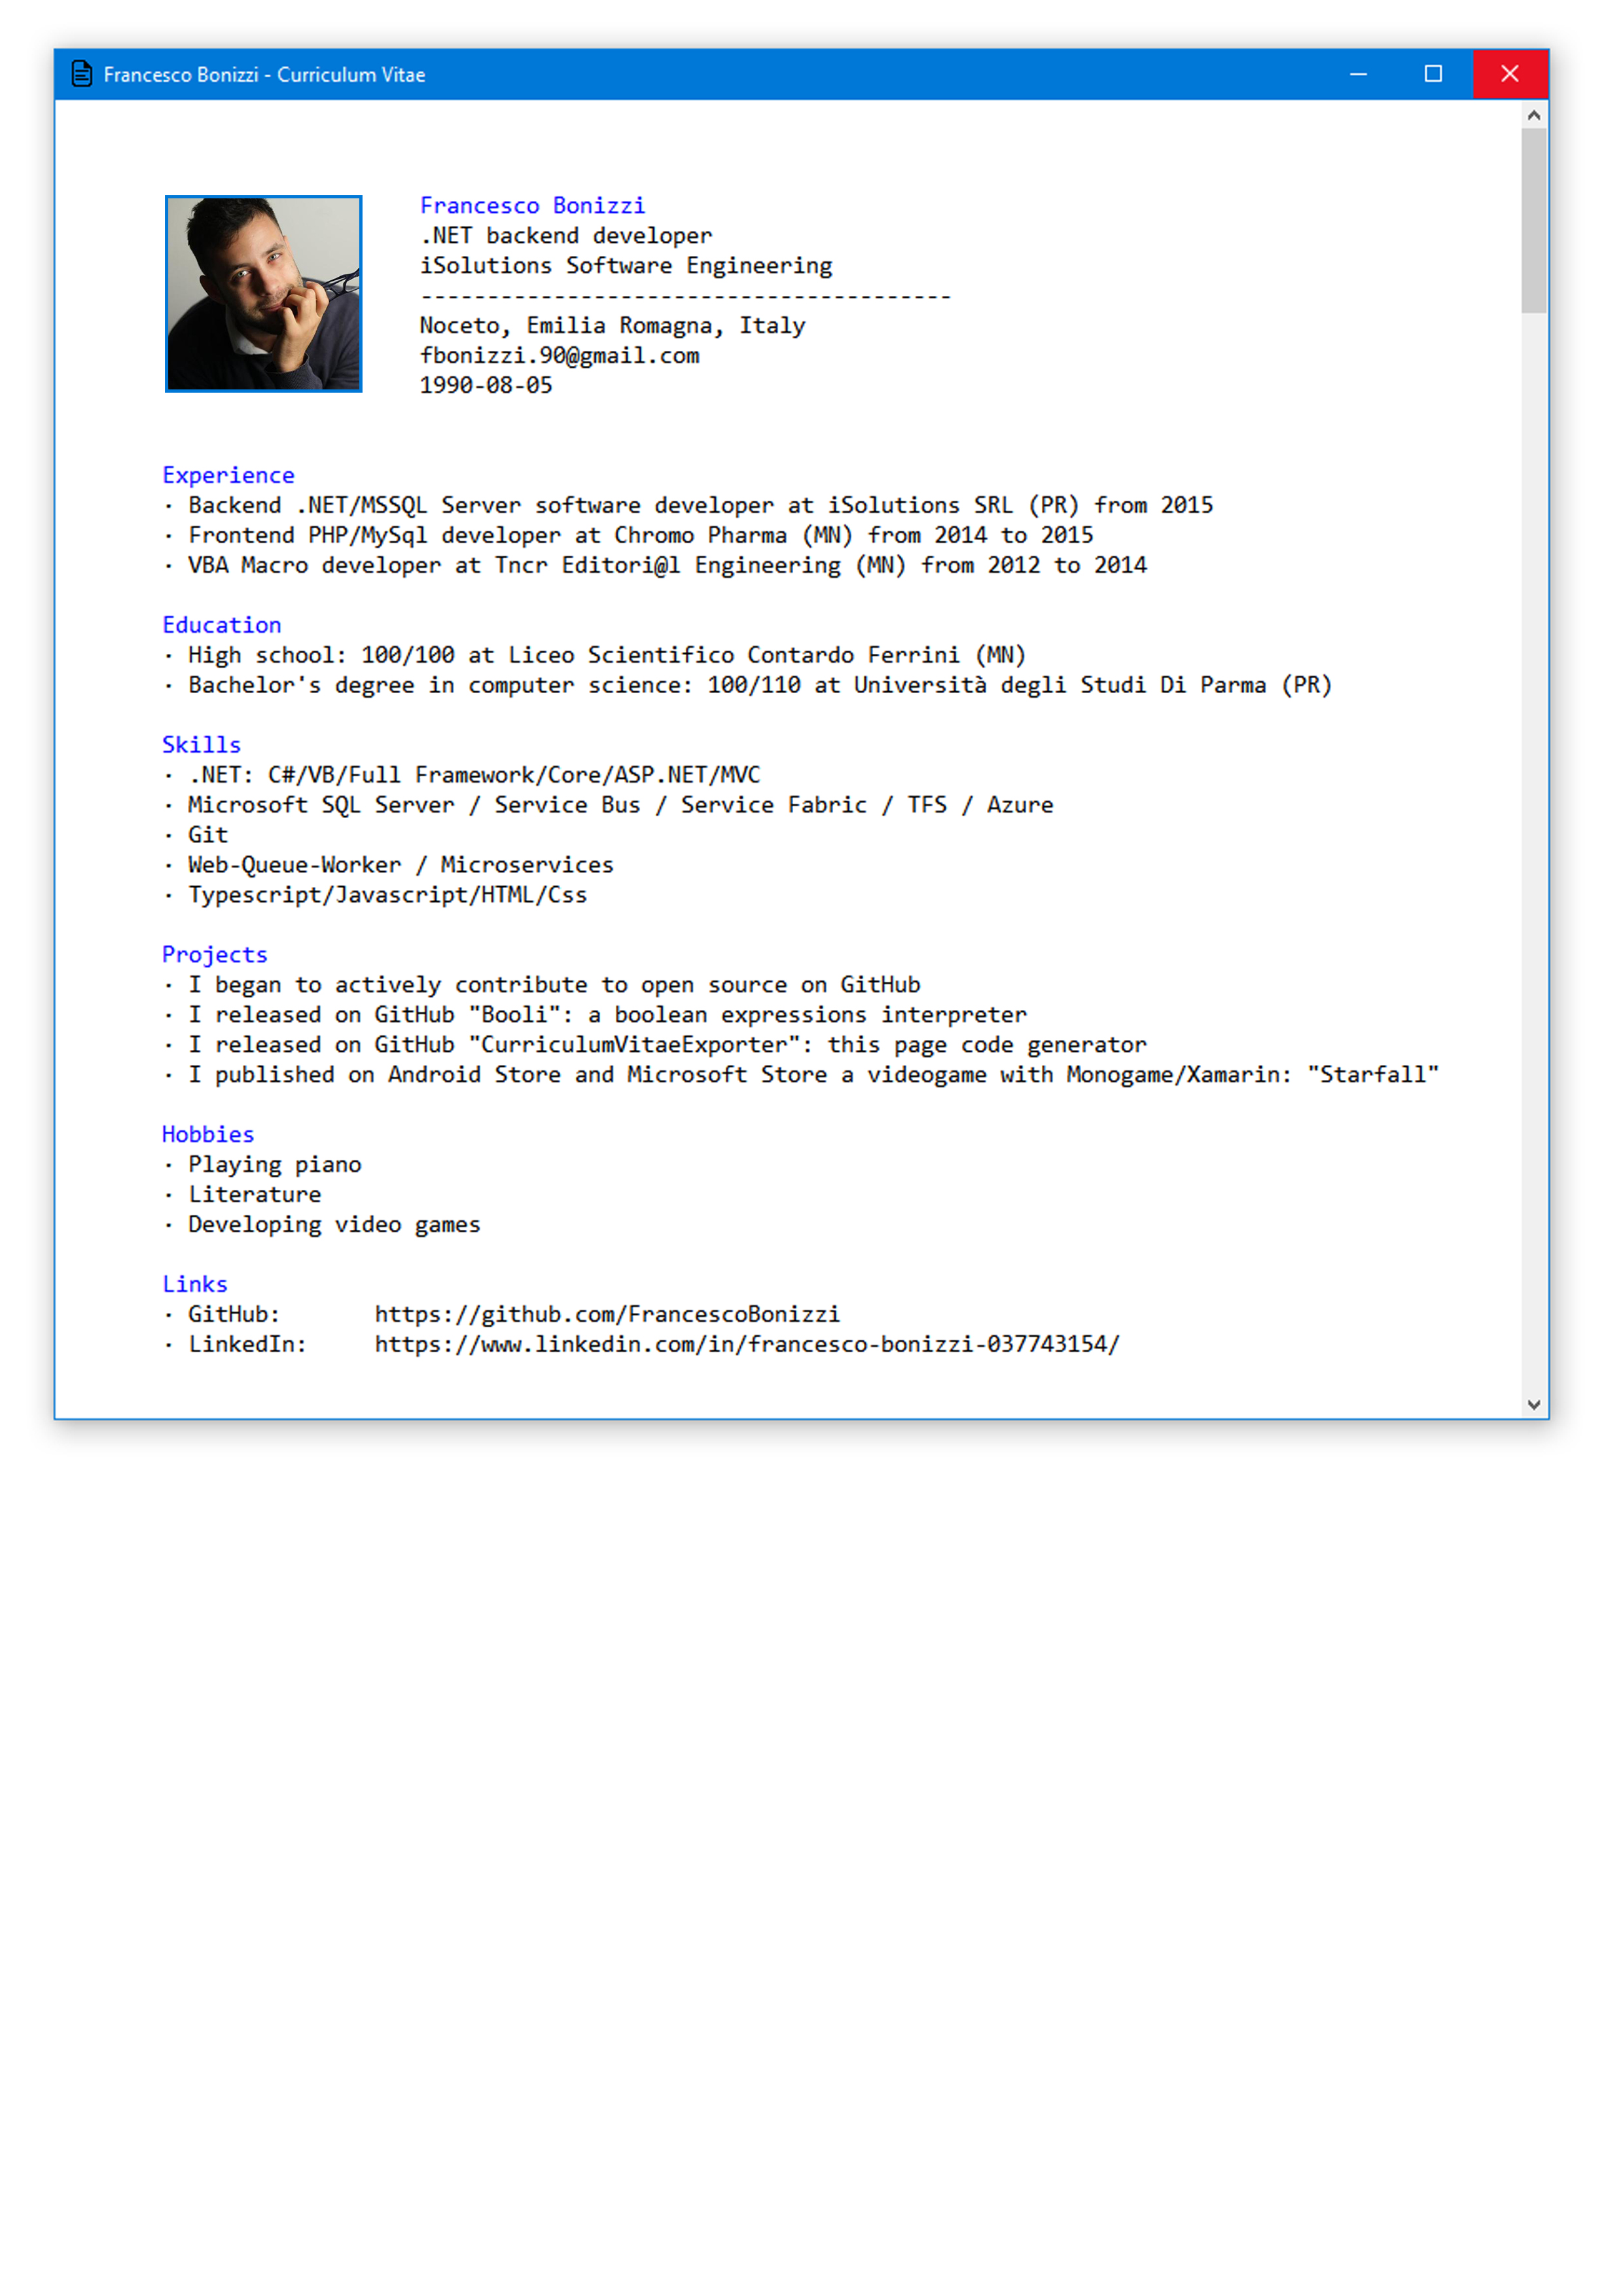 Francesco Bonizzi - Curriculum Vitae
Francesco Bonizzi
.NET backend developer
iSolutions Software Engineering
----------------------------------------
Noceto, Emilia Romagna, Italy
fbonizzi.90@gmail.com
1990-08-05
Experience
· Backend .NET/MSSQL Server software developer at iSolutions SRL (PR) from 2015
· Frontend PHP/MySql developer at Chromo Pharma (MN) from 2014 to 2015
· VBA Macro developer at Tncr Editori@l Engineering (MN) from 2012 to 2014
Education
· High school: 100/100 at Liceo Scientifico Contardo Ferrini (MN)
· Bachelor's degree in computer science: 100/110 at Università degli Studi Di Parma (PR)
Skills
· .NET: C#/VB/Full Framework/Core/ASP.NET/MVC
· Microsoft SQL Server / Service Bus / Service Fabric / TFS / Azure
· Git
· Web-Queue-Worker / Microservices
· Typescript/Javascript/HTML/Css
Projects
· I began to actively contribute to open source on GitHub
· I released on GitHub "Booli": a boolean expressions interpreter
· I released on GitHub "CurriculumVitaeExporter": this page code generator
· I published on Android Store and Microsoft Store a videogame with Monogame/Xamarin: "Starfall"
Hobbies
· Playing piano
· Literature
· Developing video games
Links
· GitHub: https://github.com/FrancescoBonizzi
· LinkedIn: https://www.linkedin.com/in/francesco-bonizzi-037743154/